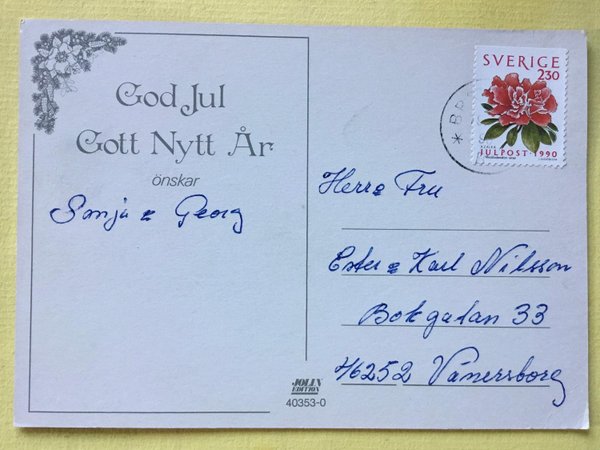 God Jul
Gott Nytt År
önskar
Sonja & Georg
JOLIN
EDITION
40353-0
SVERIGE
2.30
JULPOST 1990
Herr & Fru
Ester & Karl Nilsson
Bokgatan 33
46252 Vänersborg